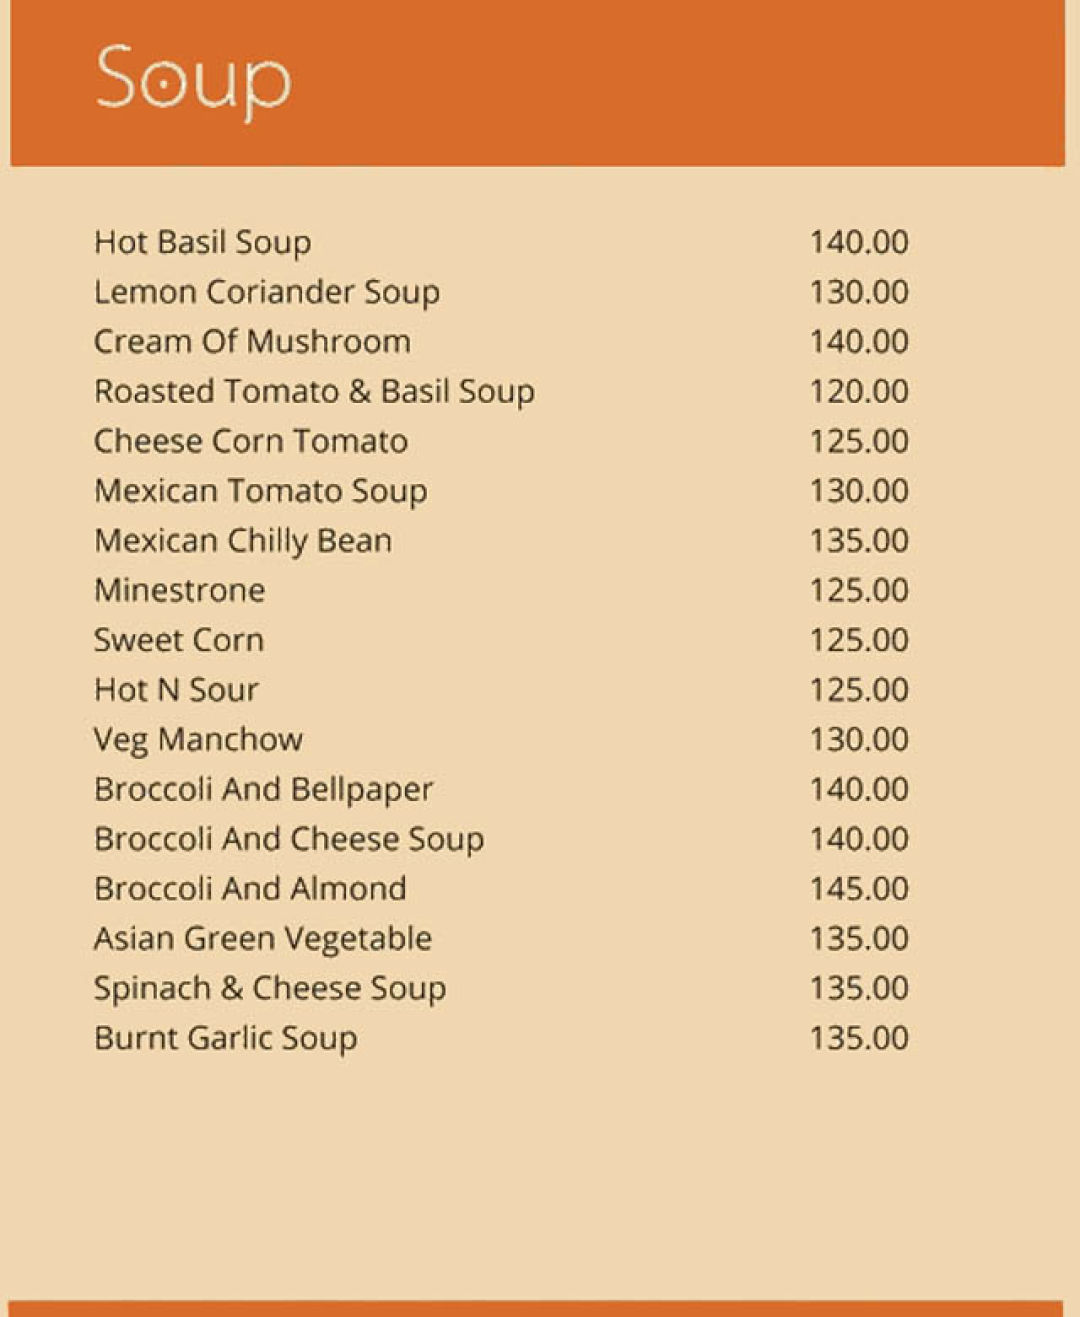 Soup
Hot Basil Soup 140.00
Lemon Coriander Soup 130.00
Cream Of Mushroom 140.00
Roasted Tomato & Basil Soup 120.00
Cheese Corn Tomato 125.00
Mexican Tomato Soup 130.00
Mexican Chilly Bean 135.00
Minestrone 125.00
Sweet Corn 125.00
Hot N Sour 125.00
Veg Manchow 130.00
Broccoli And Bellpaper 140.00
Broccoli And Cheese Soup 140.00
Broccoli And Almond 145.00
Asian Green Vegetable 135.00
Spinach & Cheese Soup 135.00
Burnt Garlic Soup 135.00